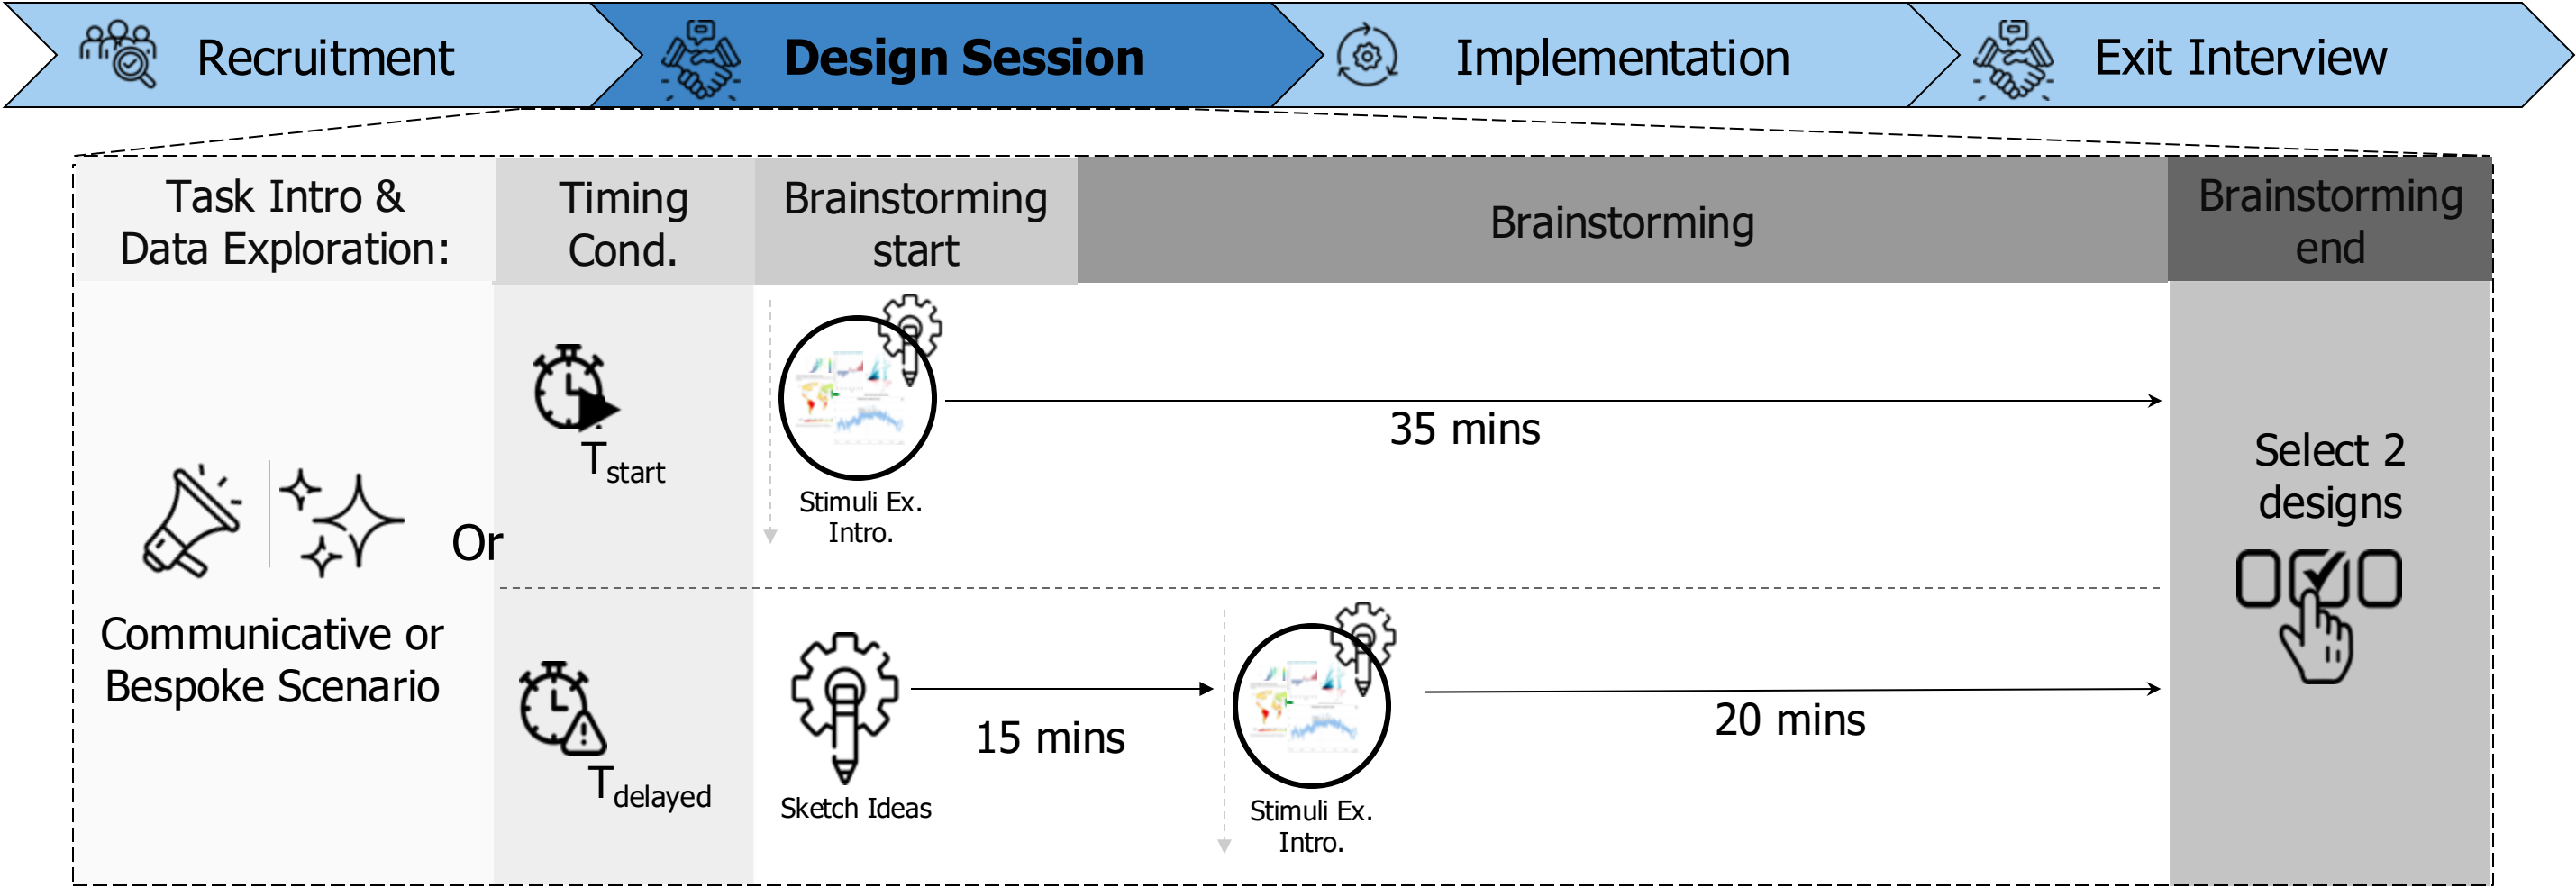 Recruitment
Design Session
Implementation
Exit Interview
Task Intro &
Data Exploration:
Timing
Cond.
Brainstorming
start
Brainstorming
Brainstorming
end
Communicative or
Bespoke Scenario
Or
T start
Stimuli Ex.
Intro.
35 mins
T delayed
Sketch Ideas
15 mins
Stimuli Ex.
Intro.
20 mins
Select 2
designs